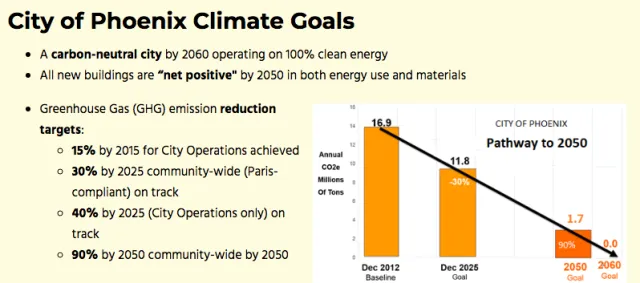 City of Phoenix Climate Goals
• A carbon-neutral city by 2060 operating on 100% clean energy
• All new buildings are “net positive" by 2050 in both energy use and materials
• Greenhouse Gas (GHG) emission reduction
targets:
○ 15% by 2015 for City Operations achieved
○ 30% by 2025 community-wide (Paris-
compliant) on track
○ 40% by 2025 (City Operations only) on
track
○ 90% by 2050 community-wide by 2050
CITY OF PHOENIX
Pathway to 2050
Annual
CO2e
Millions
Of Tons
16
14
12
10
8
6
4
2
0
16.9
11.8
-30%
1.7
90%
0.0
Dec 2012
Baseline
Dec 2025
Goal
2050
Goal
2060
Goal